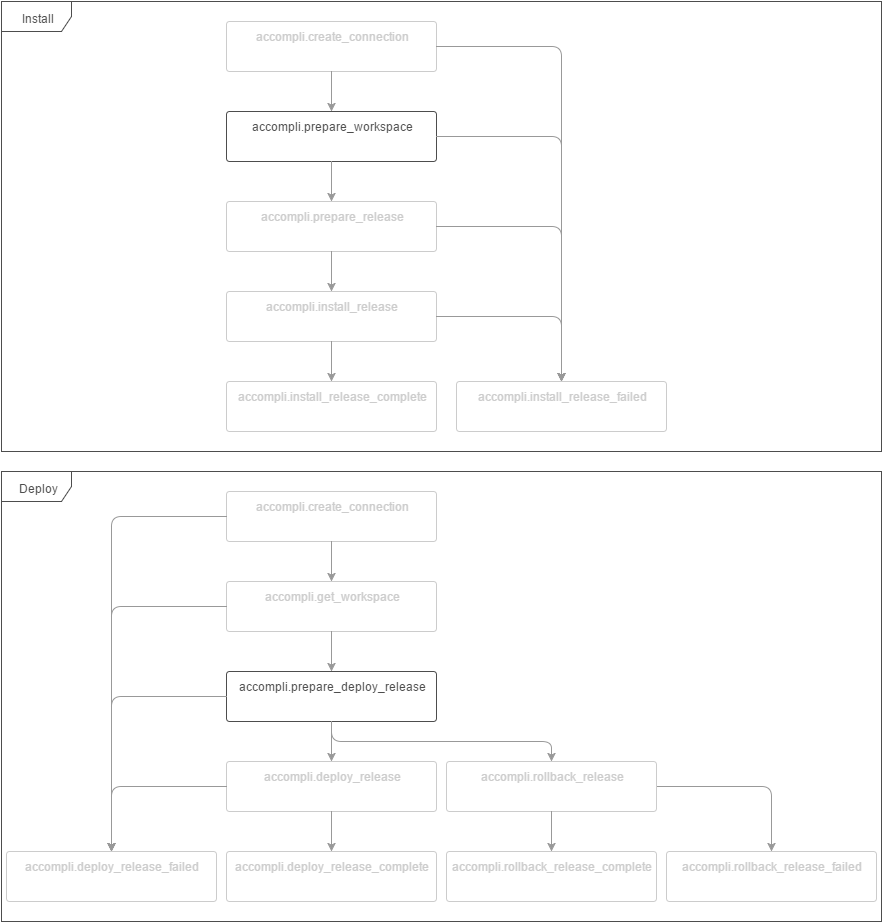 Install
accompli.create_connection
accompli.prepare_workspace
accompli.prepare_release
accompli.install_release
accompli.install_release_complete
accompli.install_release_failed
Deploy
accompli.create_connection
accompli.get_workspace
accompli.prepare_deploy_release
accompli.deploy_release
accompli.rollback_release
accompli.deploy_release_failed
accompli.deploy_release_complete
accompli.rollback_release_complete
accompli.rollback_release_failed